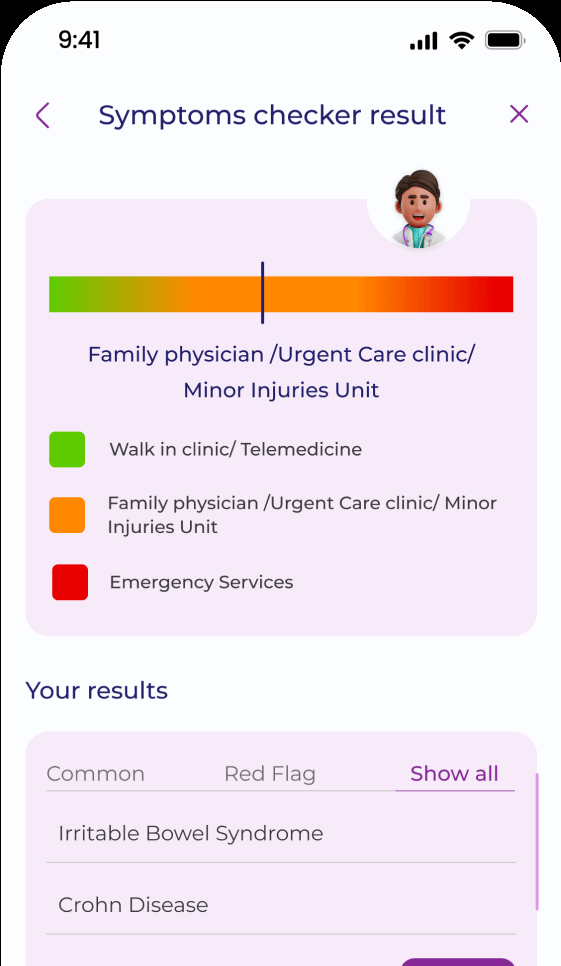 9:41
Symptoms checker result
Family physician /Urgent Care clinic/
Minor Injuries Unit
Walk in clinic/ Telemedicine
Family physician /Urgent Care clinic/ Minor
Injuries Unit
Emergency Services
Your results
Common Red Flag Show all
Irritable Bowel Syndrome
Crohn Disease